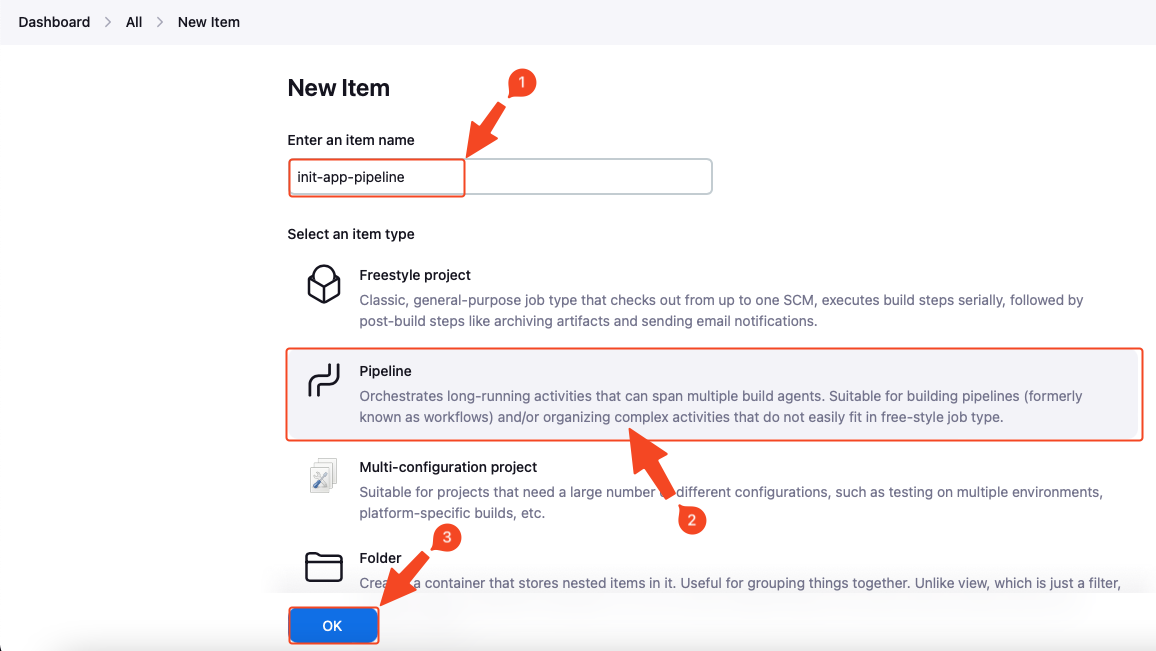 Dashboard > All > New Item
New Item
1
Enter an item name
init-app-pipeline
Select an item type
Freestyle project
Classic, general-purpose job type that checks out from up to one SCM, executes build steps serially, followed by
post-build steps like archiving artifacts and sending email notifications.
Pipeline
Orchestrates long-running activities that can span multiple build agents. Suitable for building pipelines (formerly
known as workflows) and/or organizing complex activities that do not easily fit in free-style job type.
Multi-configuration project
Suitable for projects that need a large number different configurations, such as testing on multiple environments,
platform-specific builds, etc.
2
3
Folder
a container that stores nested items in it. Useful for grouping things together. Unlike view, which is just a filter,
OK